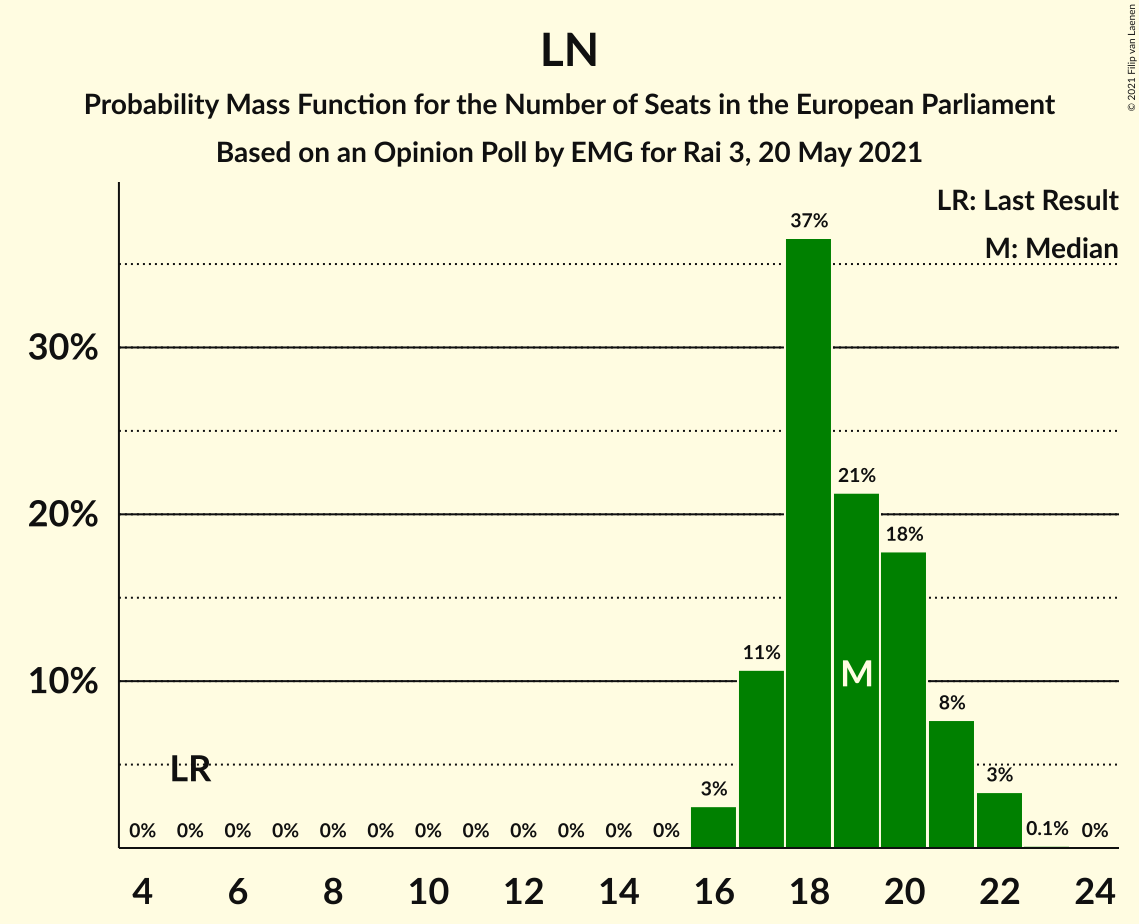 LN
Probability Mass Function for the Number of Seats in the European Parliament
Based on an Opinion Poll by EMG for Rai 3, 20 May 2021
© 2021 Filip van Laenen
LR: Last Result
M: Median
37%
30%
21%
20%
18%
11%
10%
M
8%
LR
3%
3%
0% 0% 0% 0% 0% 0% 0% 0% 0% 0% 0% 0% 0.1% 0%
4 6 8 10 12 14 16 18 20 22 24